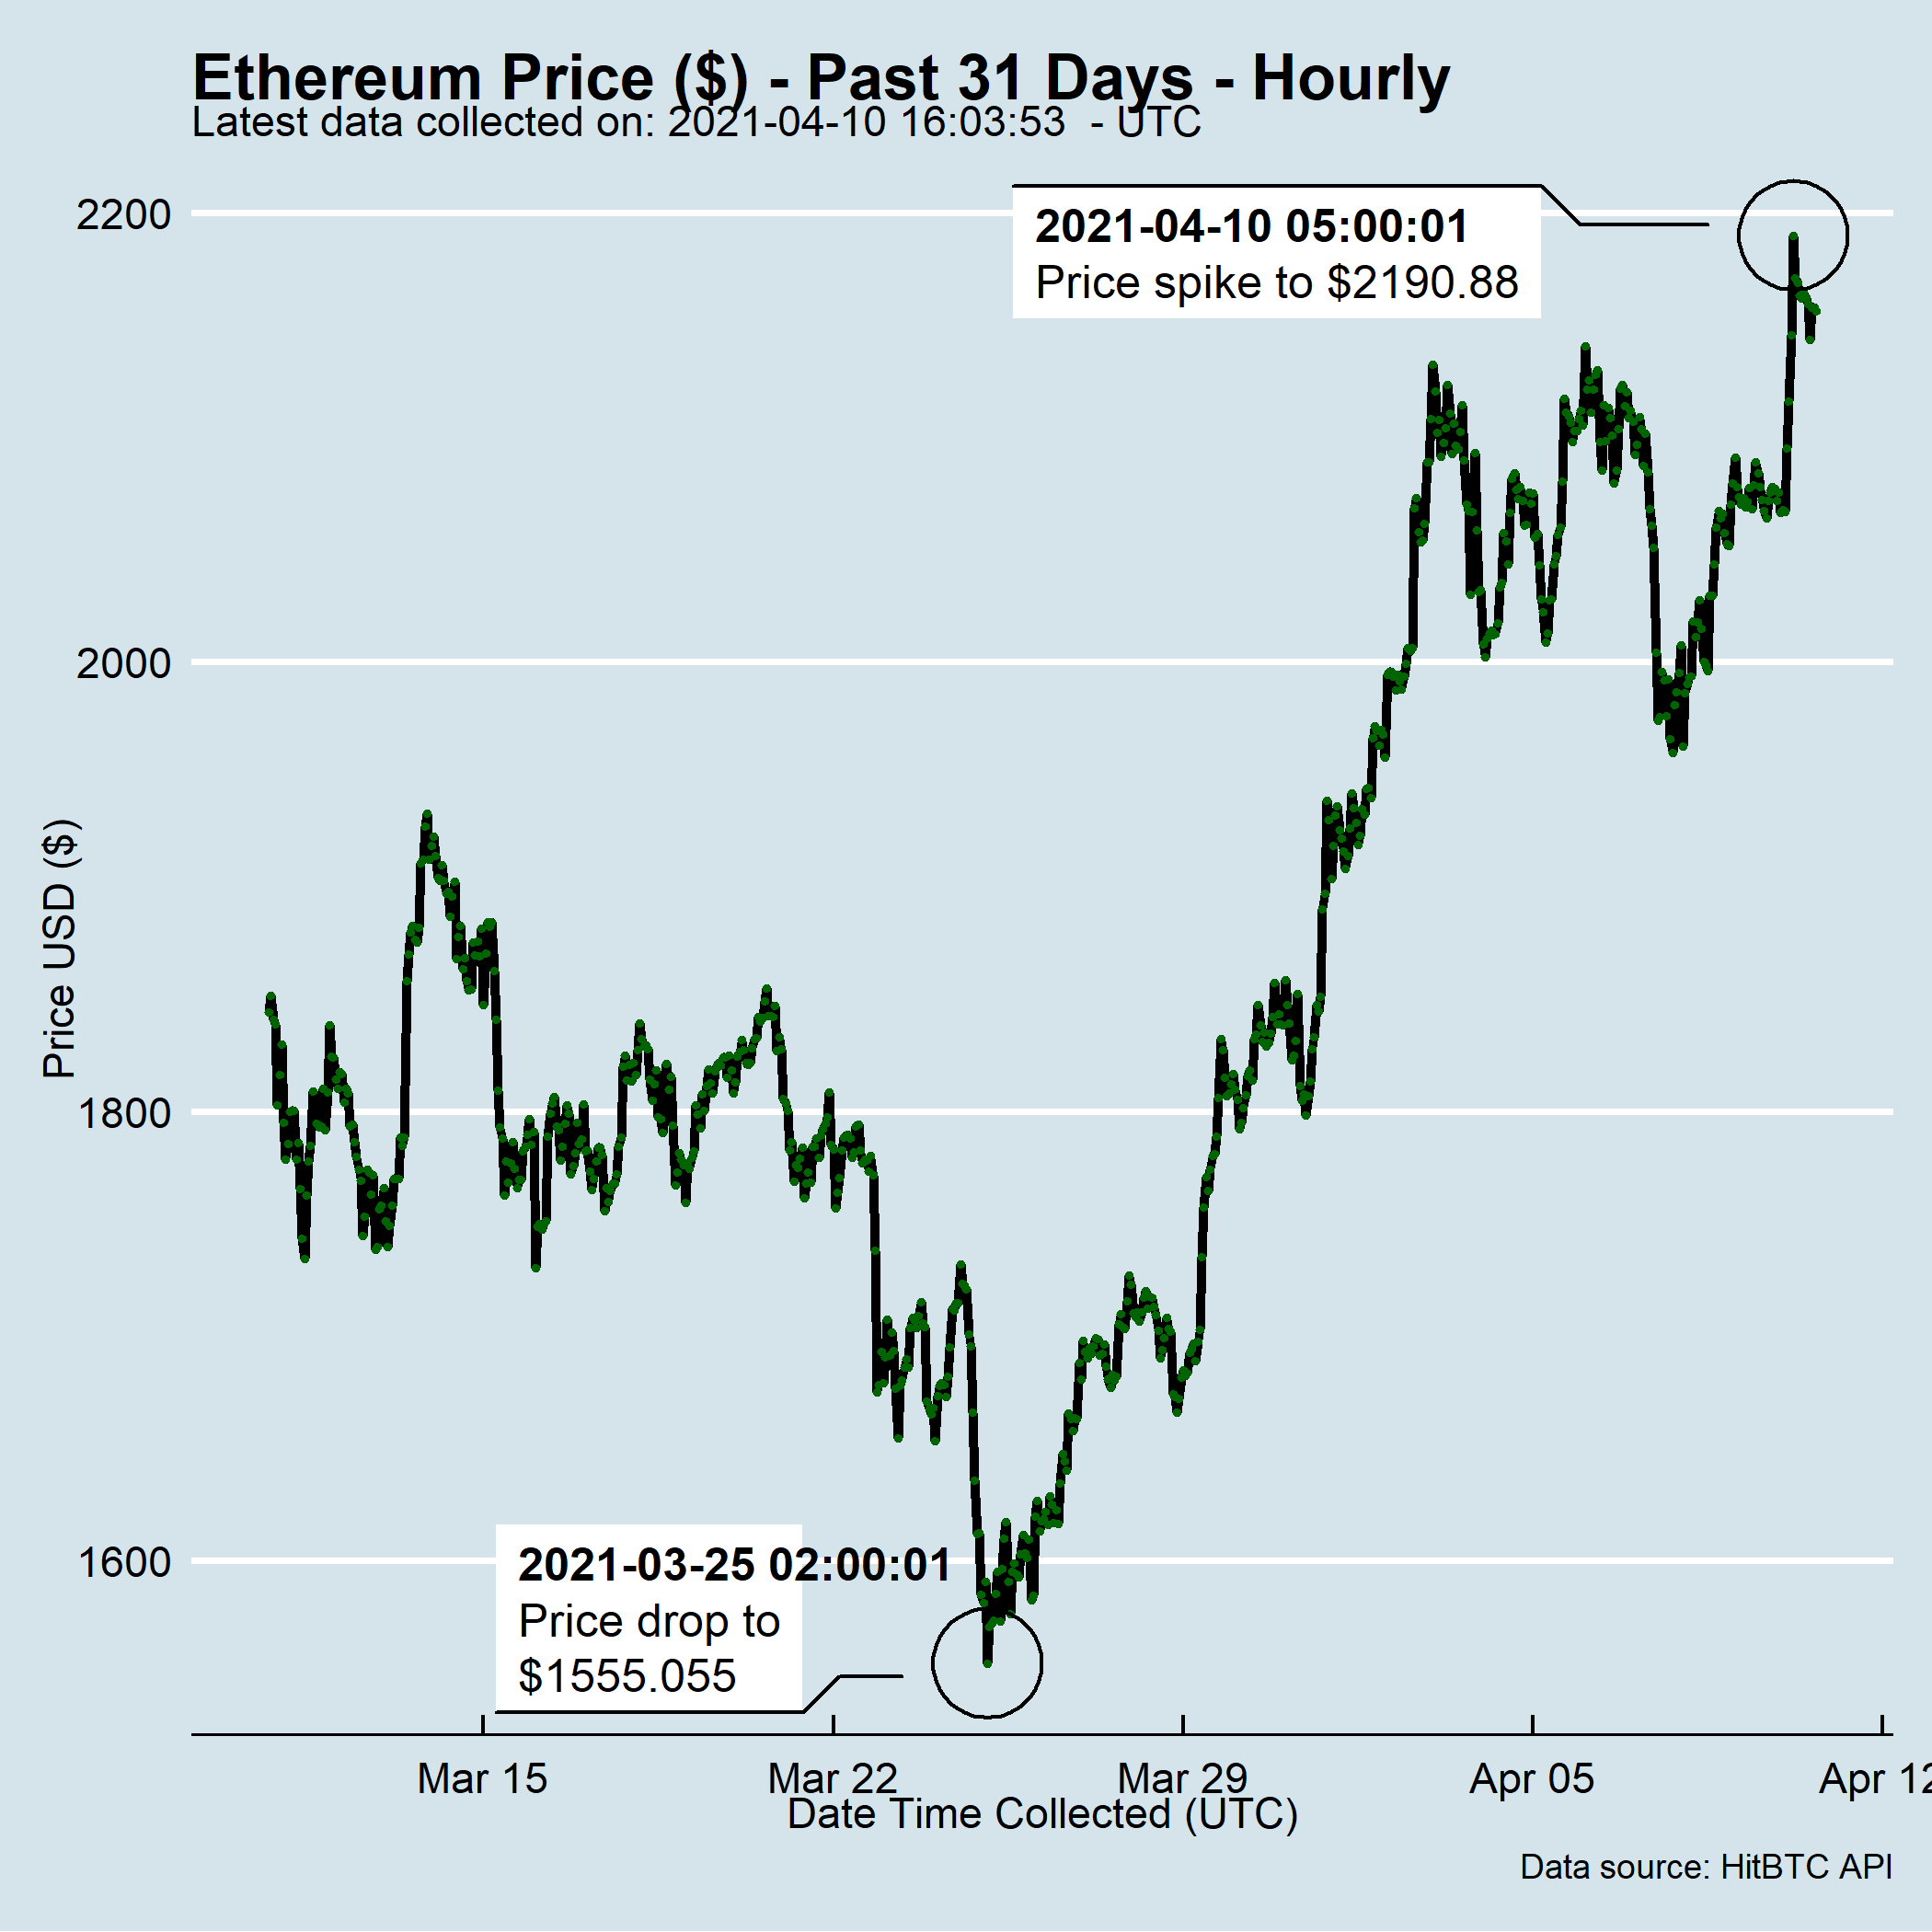 Ethereum Price ($) - Past 31 Days - Hourly
Latest data collected on: 2021-04-10 16:03:53  - UTC
2200
2021-04-10 05:00:01
Price spike to $2190.88
2000
Price USD ($)
1800
1600
2021-03-25 02:00:01
Price drop to
$1555.055
Mar 15 Mar 22 Mar 29 Apr 05 Apr 12
Date Time Collected (UTC)
Data source: HitBTC API